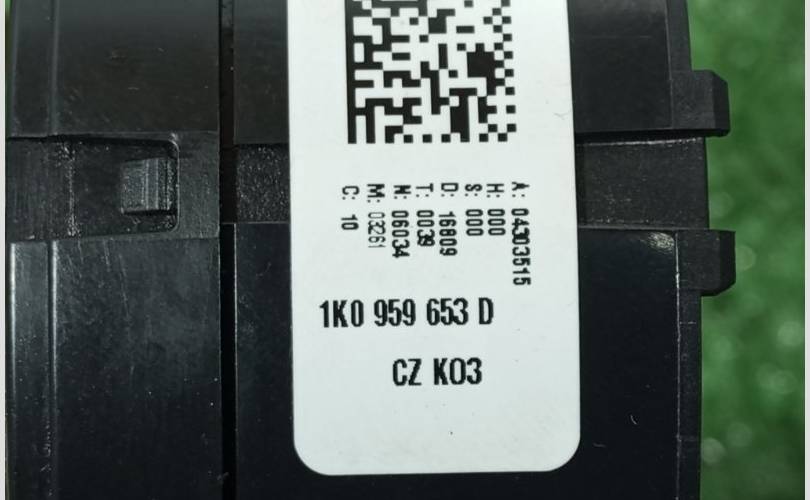 A: 04303515
H: 000
S: 000
D: 16809
T: 0039
N: 06034
M: 03261
C: 10
1K0 959 653 D
CZ K03